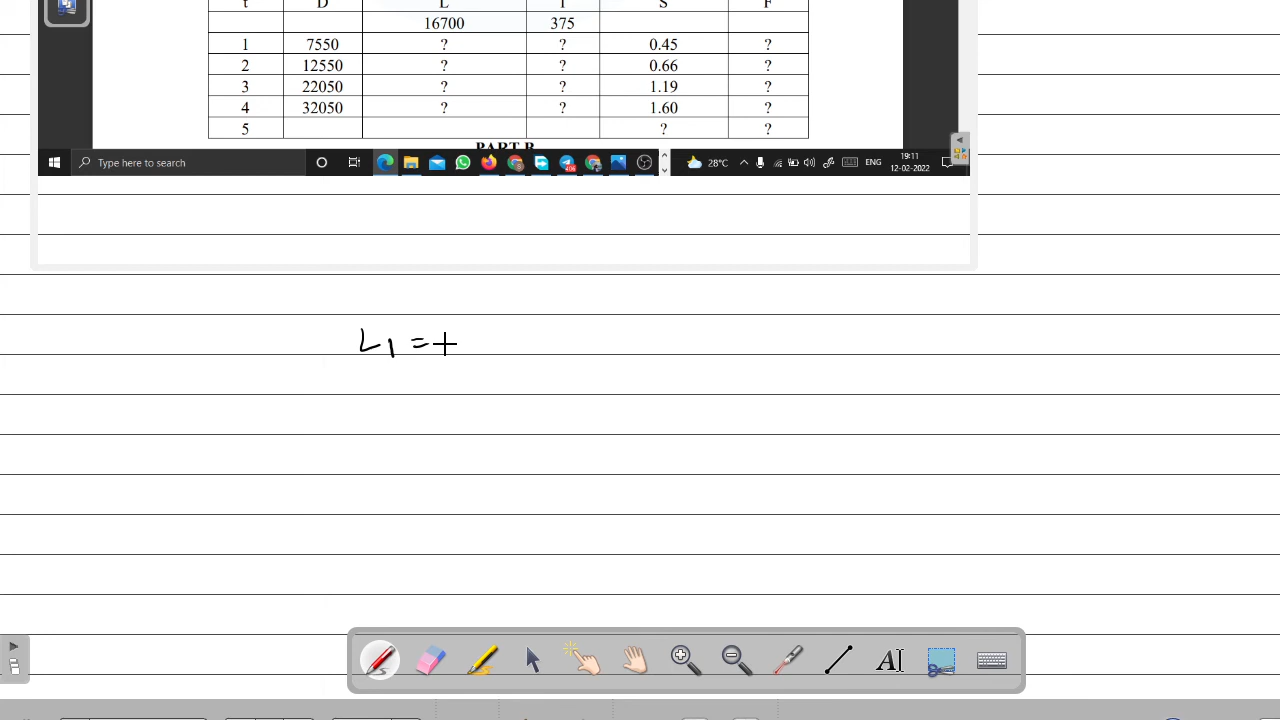 t D L T S F
16700 375
1 7550 ? ? 0.45 ?
2 12550 ? ? 0.66 ?
3 22050 ? ? 1.19 ?
4 32050 ? ? 1.60 ?
5 ? ?
PART B
Type here to search 28°C ENG 19:11
12-02-2022
L1 =